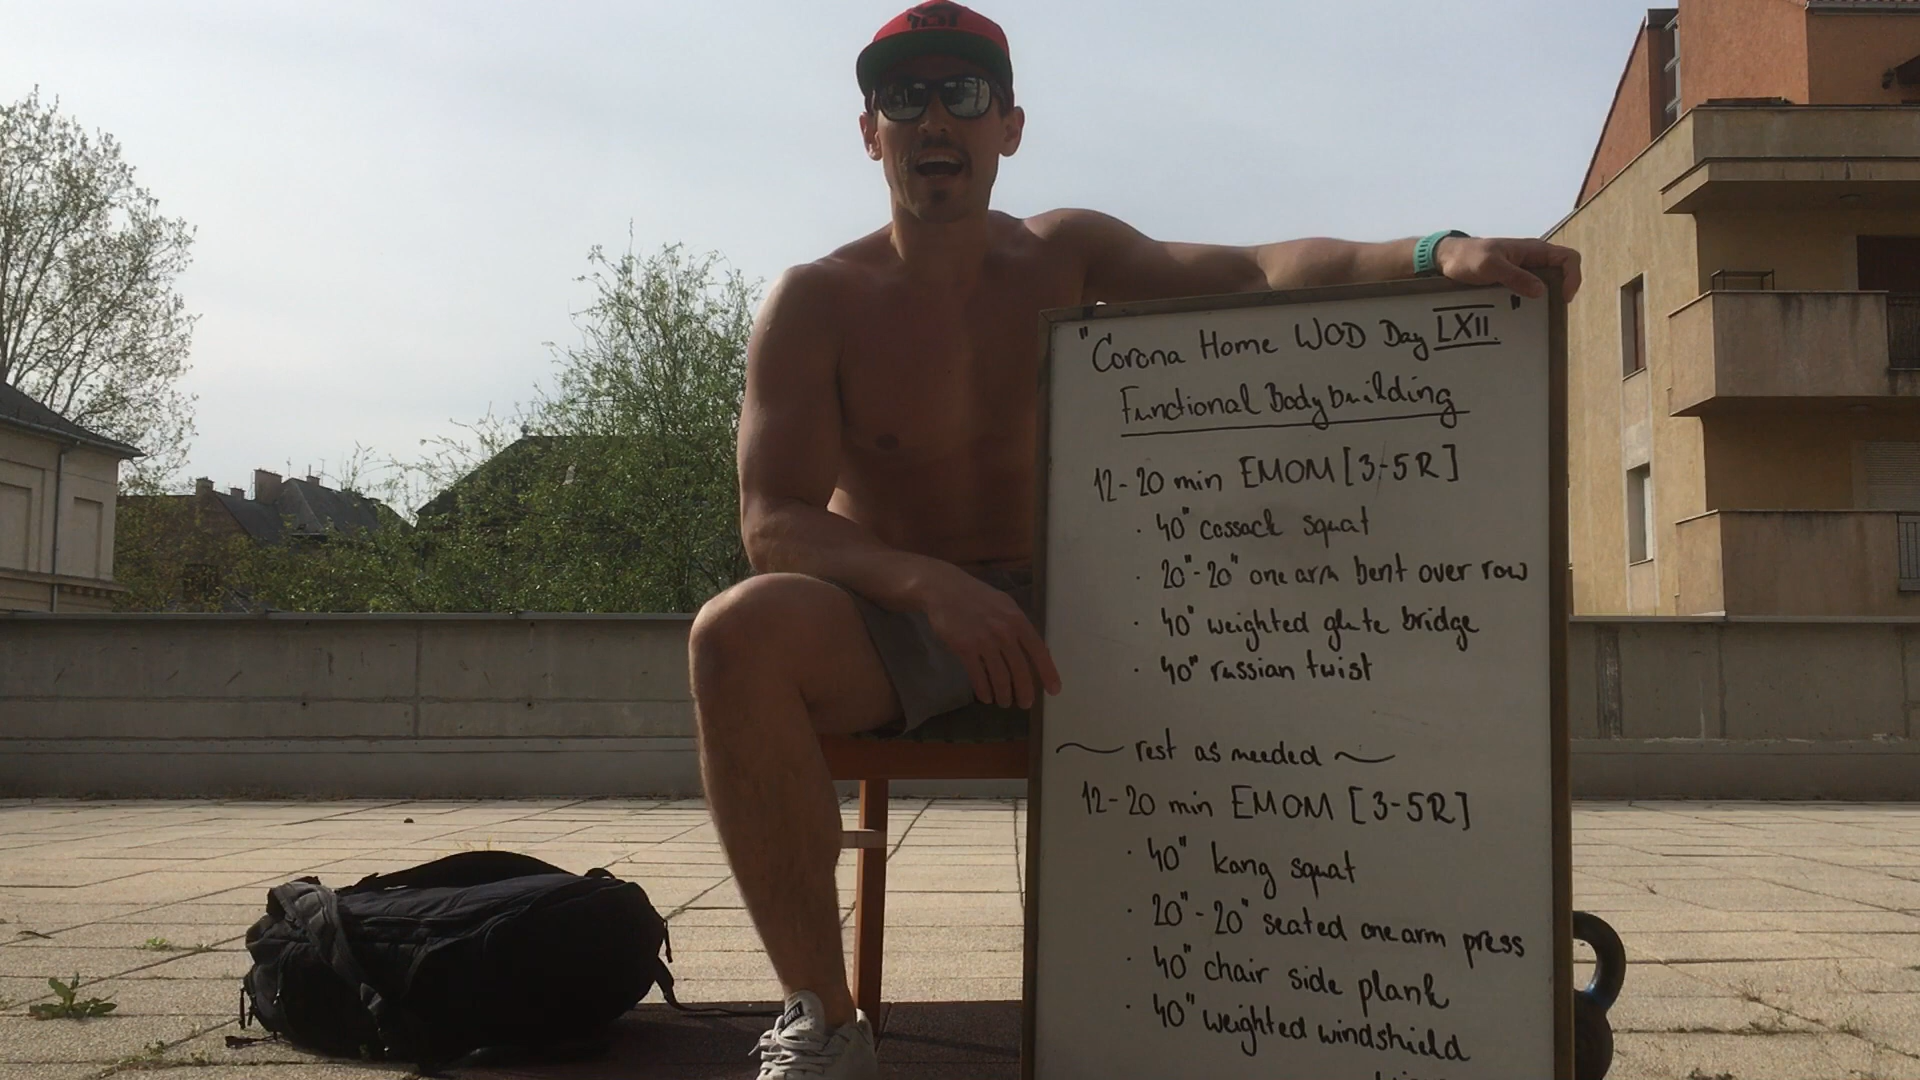 "Corona Home WOD Day LXII."
Functional Bodybuilding
12-20 min EMOM [3-5R]
· 40" cossack squat
· 20"-20" one arm bent over row
· 40" weighted glute bridge
· 40" russian twist
~ rest as needed ~
12-20 min EMOM [3-5R]
· 40" kang squat
· 20"-20" seated one arm press
· 40" chair side plank
· 40" weighted windshield